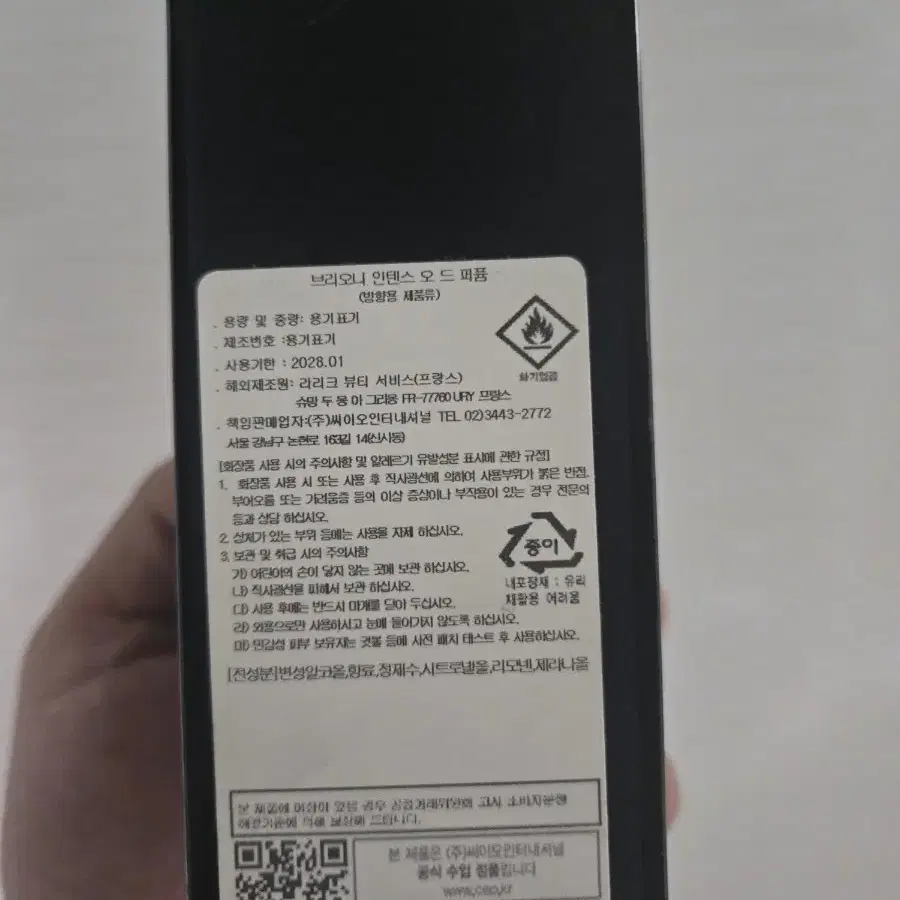 브리오니 인텐스 오 드 퍼퓸
(방향용 제품류)
. 용량 및 중량: 용기표기
. 제조번호 :용기표기
. 사용기한 : 2028.01
. 해외제조원: 라리크 뷰티 서비스(프랑스)
슈망 두 몽 아 그리용 FR-77760 URY 프랑스
. 책임판매업자:(주)씨이오인터내셔널 TEL 02)3443-2772
서울 강남구 논현로 163길 14(신사동)
화기엄금
[화장품 사용 시의 주의사항 및 알레르기 유발성분 표시에 관한 규정]
1. 화장품 사용 시 또는 사용 후 직사광선에 의하여 사용부위가 붉은 반점,
부어오름 또는 가려움증 등의 이상 증상이나 부작용이 있는 경우 전문의
등과 상담 하십시오.
2. 상처가 있는 부위 등에는 사용을 자제 하십시오.
3. 보관 및 취급 시의 주의사항
가) 어린이의 손이 닿지 않는 곳에 보관 하십시오.
나) 직사광선을 피해서 보관 하십시오.
다) 사용 후에는 반드시 마개를 닫아 두십시오.
라) 외용으로만 사용하시고 눈에 들어가지 않도록 하십시오.
마) 민감성 피부 보유자는 귓볼 등에 사전 패치 테스트 후 사용하십시오.
종이
내포장재 : 유리
재활용 어려움
[전성분]변성알코올,향료,정제수,시트로넬올,리모넨,제라니올
본 제품에 이상이 있을 경우 공정거래위원회 고시 소비자분쟁
해결기준에 의해 보상해 드립니다.
본 제품은 (주)씨이오인터내셔널
공식 수입 정품입니다
www.ceo.kr